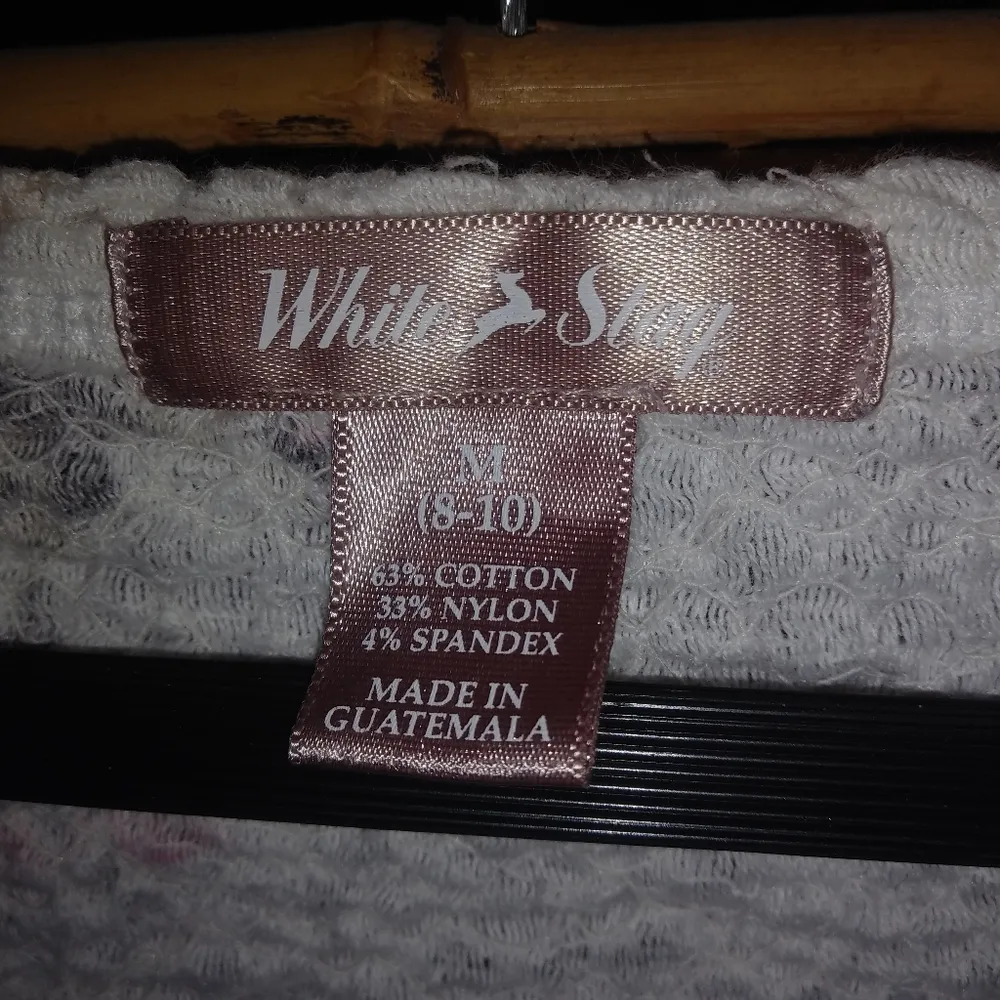 White Stag
M
(8-10)
63% COTTON
33% NYLON
4% SPANDEX
MADE IN
GUATEMALA